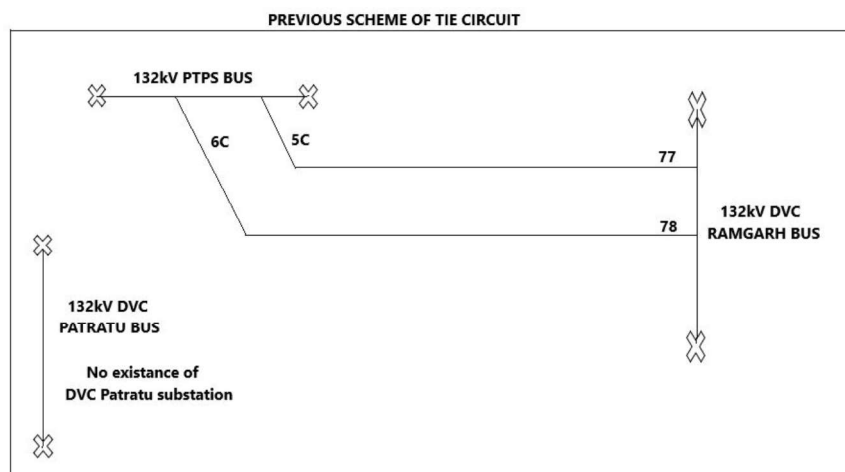 PREVIOUS SCHEME OF TIE CIRCUIT
132kV PTPS BUS
6C
5C
77
78
132kV DVC
RAMGARH BUS
132kV DVC
PATRATU BUS
No existance of
DVC Patratu substation